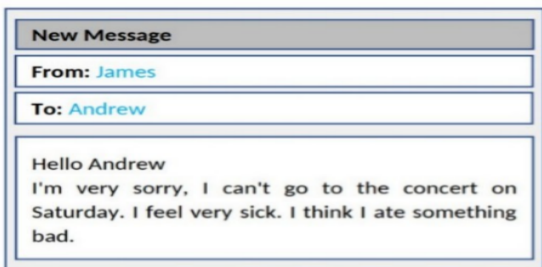 New Message
From: James
To: Andrew
Hello Andrew
I'm very sorry, I can't go to the concert on
Saturday. I feel very sick. I think I ate something
bad.